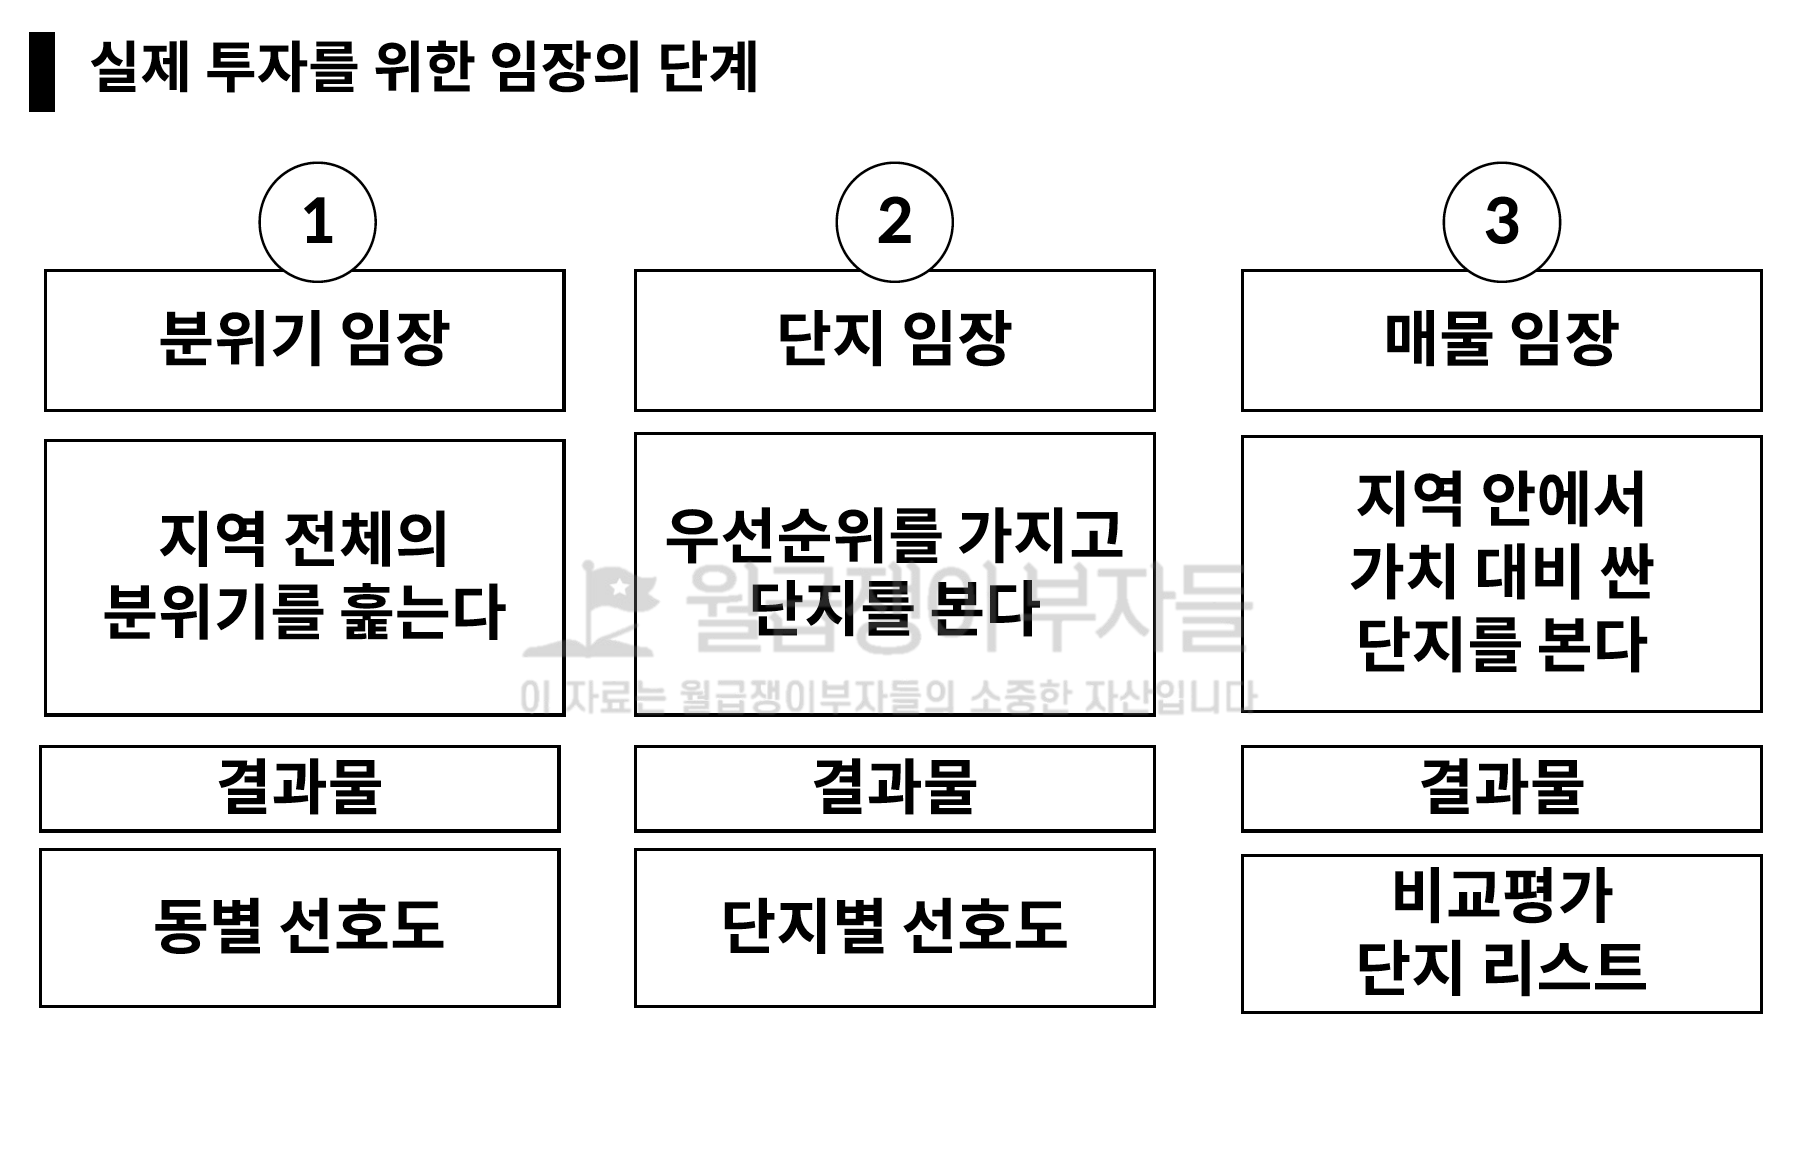 실제 투자를 위한 임장의 단계
1
분위기 임장
지역 전체의
분위기를 훑는다
결과물
동별 선호도
2
단지 임장
우선순위를 가지고
단지를 본다
결과물
단지별 선호도
3
매물 임장
지역 안에서
가치 대비 싼
단지를 본다
결과물
비교평가
단지 리스트
월급쟁이부자들
이 자료는 월급쟁이부자들의 소중한 자산입니다